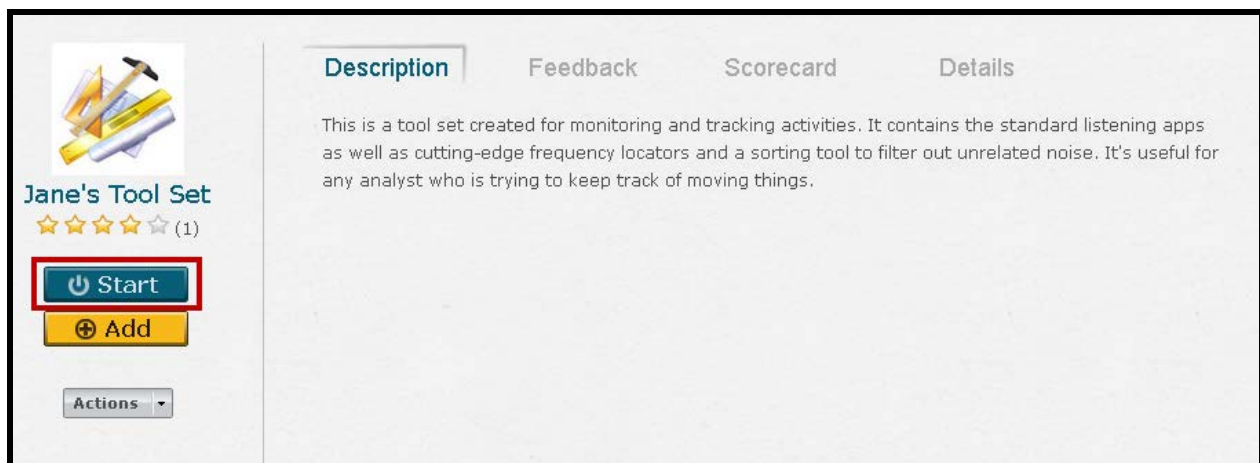 Description Feedback Scorecard Details
This is a tool set created for monitoring and tracking activities. It contains the standard listening apps
as well as cutting-edge frequency locators and a sorting tool to filter out unrelated noise. It's useful for
any analyst who is trying to keep track of moving things.
Jane's Tool Set
(1)
Start
Add
Actions